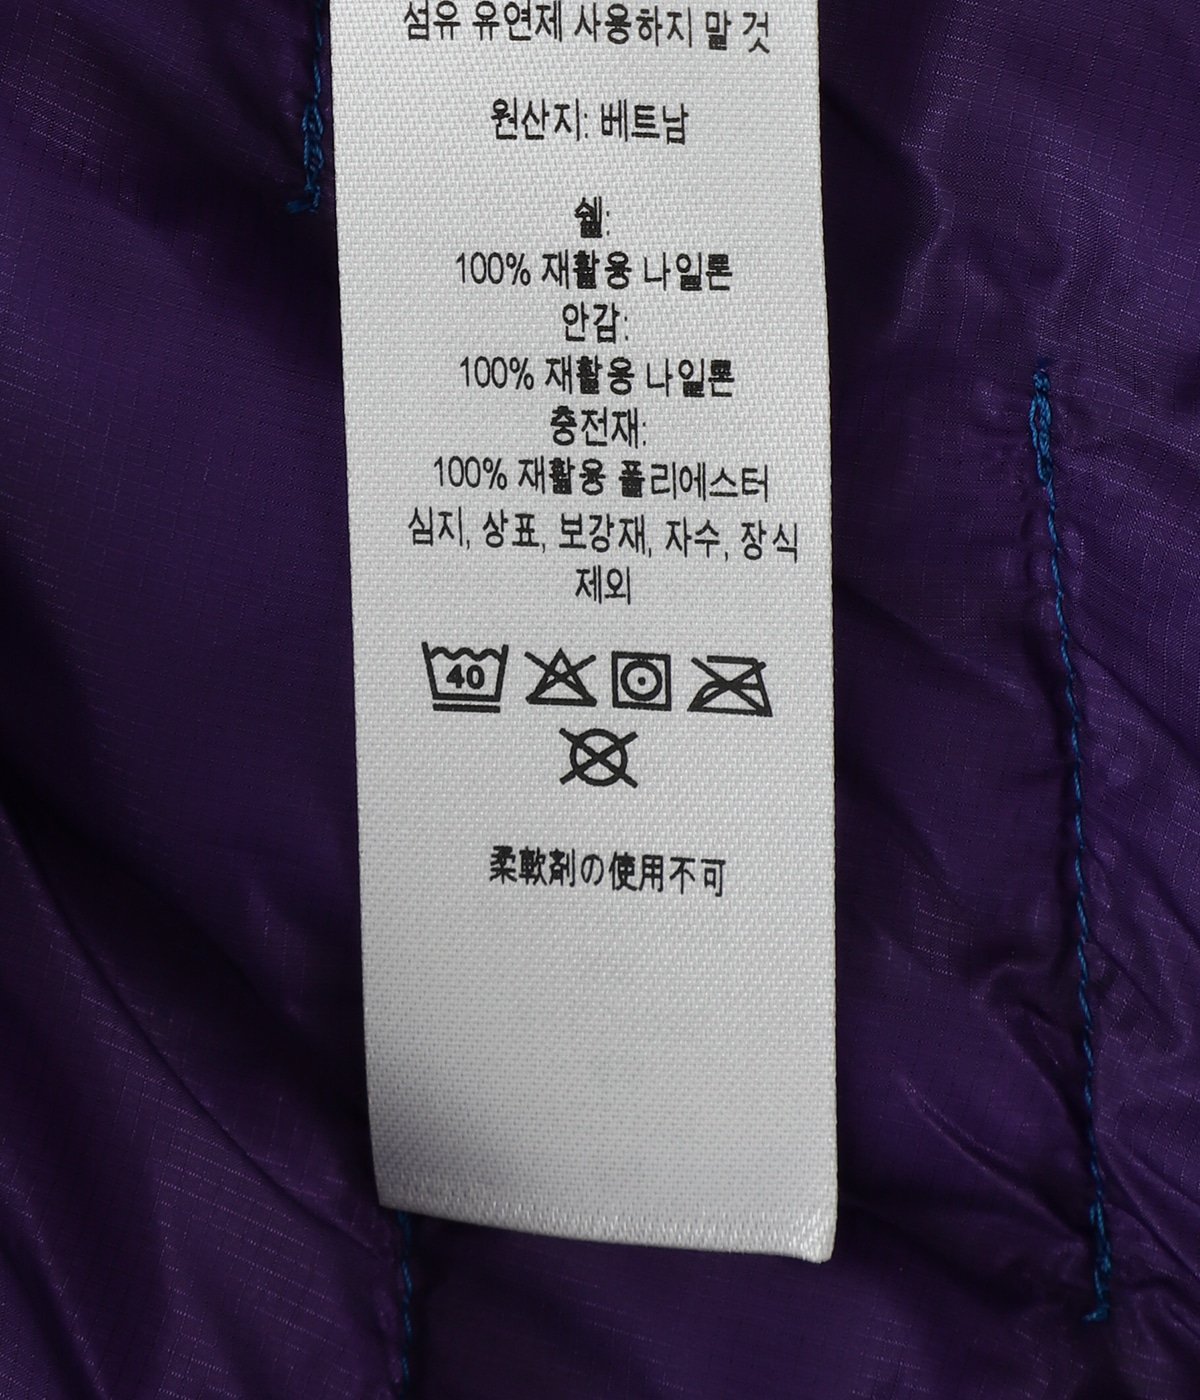 섬유 유연제 사용하지 말 것
원산지: 베트남
쉘:
100% 재활용 나일론
안감:
100% 재활용 나일론
충전재:
100% 재활용 폴리에스터
심지, 상표, 보강재, 자수, 장식
제외
40
柔軟剤の使用不可